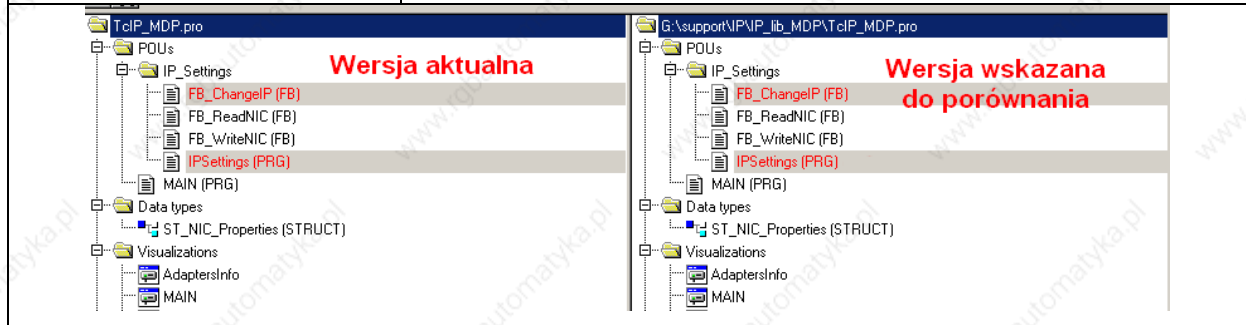 TcIP_MDP.pro
POUs
IP_Settings
Wersja aktualna
FB_ChangeIP (FB)
FB_ReadNIC (FB)
FB_WriteNIC (FB)
IPSettings (PRG)
MAIN (PRG)
Data types
ST_NIC_Properties (STRUCT)
Visualizations
AdaptersInfo
MAIN
G:\support\IP\IP_lib_MDP\TcIP_MDP.pro
POUs
IP_Settings
Wersja wskazana
do porównania
FB_ChangeIP (FB)
FB_ReadNIC (FB)
FB_WriteNIC (FB)
IPSettings (PRG)
MAIN (PRG)
Data types
ST_NIC_Properties (STRUCT)
Visualizations
AdaptersInfo
MAIN